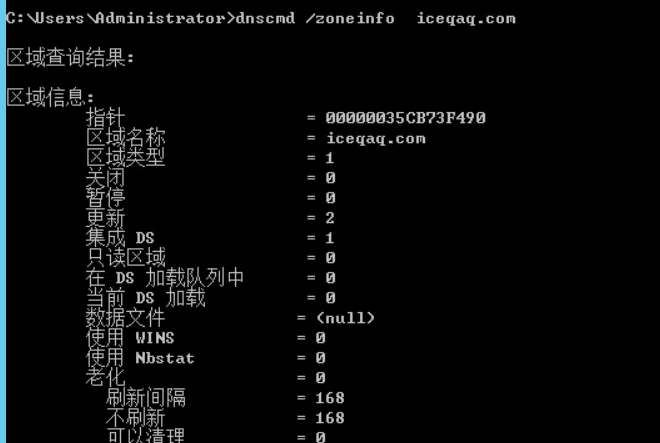 C:\Users\Administrator>dnscmd /zoneinfo  iceqaq.com
区域查询结果:
区域信息:
指针 = 00000035CB73F490
区域名称 = iceqaq.com
区域类型 = 1
关闭 = 0
暂停 = 0
更新 = 2
集成 DS = 1
只读区域 = 0
在 DS 加载队列中 = 0
当前 DS 加载 = 0
数据文件 = (null)
使用 WINS = 0
使用 Nbstat = 0
老化 = 0
刷新间隔 = 168
不刷新 = 168
可以清理 = 0